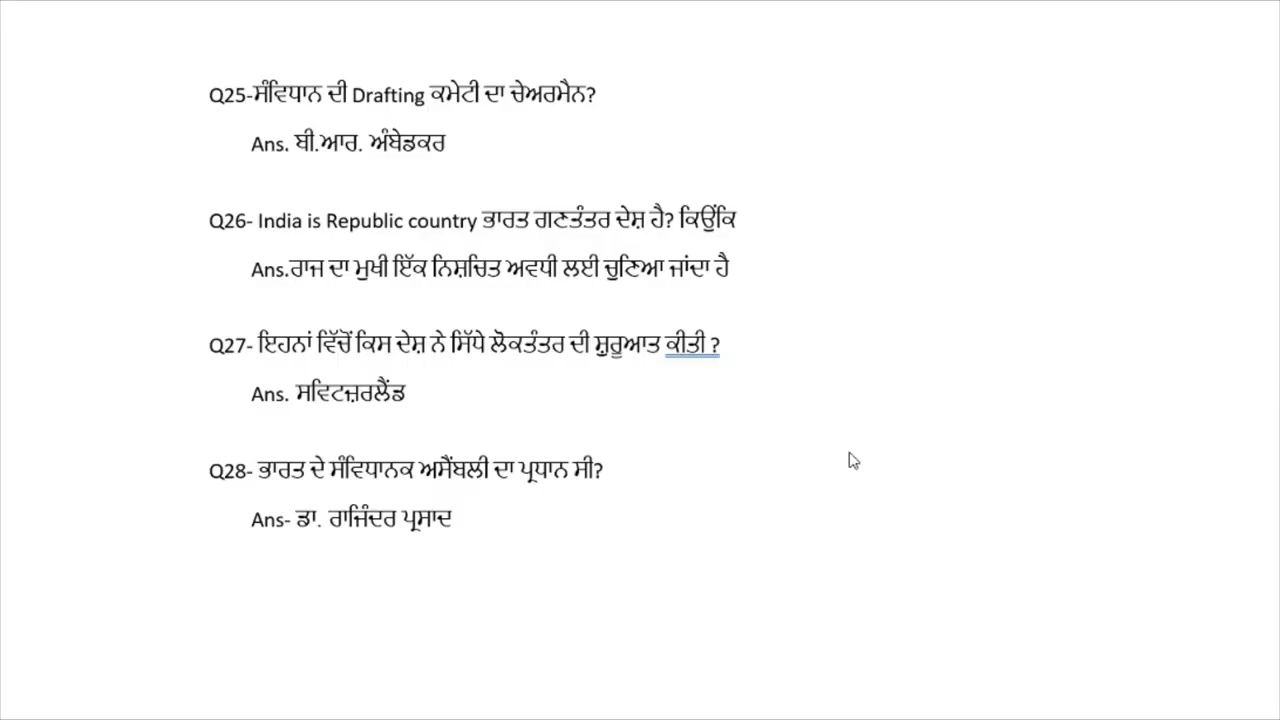 Q25-ਸੰਵਿਧਾਨ ਦੀ Drafting ਕਮੇਟੀ ਦਾ ਚੇਅਰਮੈਨ?
Ans. ਬੀ.ਆਰ. ਅੰਬੇਡਕਰ
Q26- India is Republic country ਭਾਰਤ ਗਣਤੰਤਰ ਦੇਸ਼ ਹੈ? ਕਿਉਂਕਿ
Ans.ਰਾਜ ਦਾ ਮੁਖੀ ਇੱਕ ਨਿਸ਼ਚਿਤ ਅਵਧੀ ਲਈ ਚੁਣਿਆ ਜਾਂਦਾ ਹੈ
Q27- ਇਹਨਾਂ ਵਿੱਚੋਂ ਕਿਸ ਦੇਸ਼ ਨੇ ਸਿੱਧੇ ਲੋਕਤੰਤਰ ਦੀ ਸ਼ੁਰੂਆਤ ਕੀਤੀ ?
Ans. ਸਵਿਟਜ਼ਰਲੈਂਡ
Q28- ਭਾਰਤ ਦੇ ਸੰਵਿਧਾਨਕ ਅਸੈਂਬਲੀ ਦਾ ਪ੍ਰਧਾਨ ਸੀ?
Ans- ਡਾ. ਰਾਜਿੰਦਰ ਪ੍ਰਸਾਦ